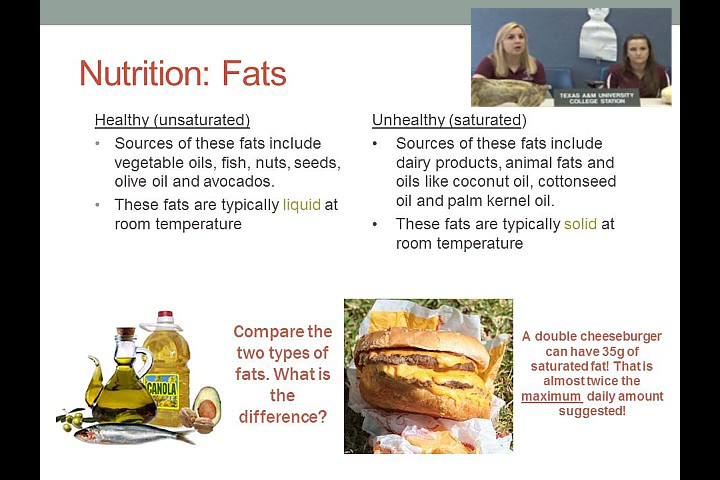 Nutrition: Fats
TEXAS A&M UNIVERSITY
COLLEGE STATION
Healthy (unsaturated)
• Sources of these fats include
vegetable oils, fish, nuts, seeds,
olive oil and avocados.
• These fats are typically liquid at
room temperature
Unhealthy (saturated)
• Sources of these fats include
dairy products, animal fats and
oils like coconut oil, cottonseed
oil and palm kernel oil.
• These fats are typically solid at
room temperature
CANOLA
Compare the
two types of
fats. What is
the
difference?
A double cheeseburger
can have 35g of
saturated fat! That is
almost twice the
maximum daily amount
suggested!